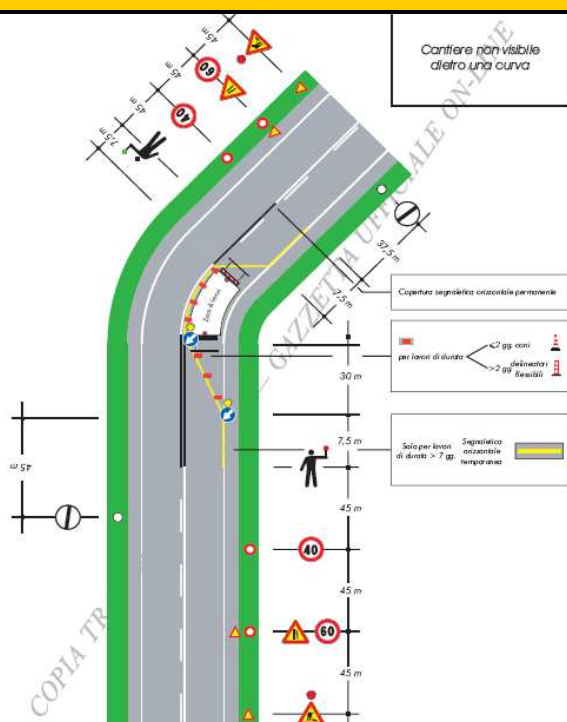 Cantiere non visibile
dietro una curva
45 m
45 m
45 m
7,5 m
60
40
37,5 m
7,5 m
Zona di lavoro
Copertura segnaletica orizzontale permanente
per lavori di durata
⩽2 gg. coni
>2 gg. delineatori
flessibili
Solo per lavori
di durata > 7 gg.
Segnaletica
orizzontale
temporanea
30 m
7,5 m
45 m
45 m
40
45 m
60
45 m
COPIA TR
GAZZETTA UFFICIALE ON-LINE